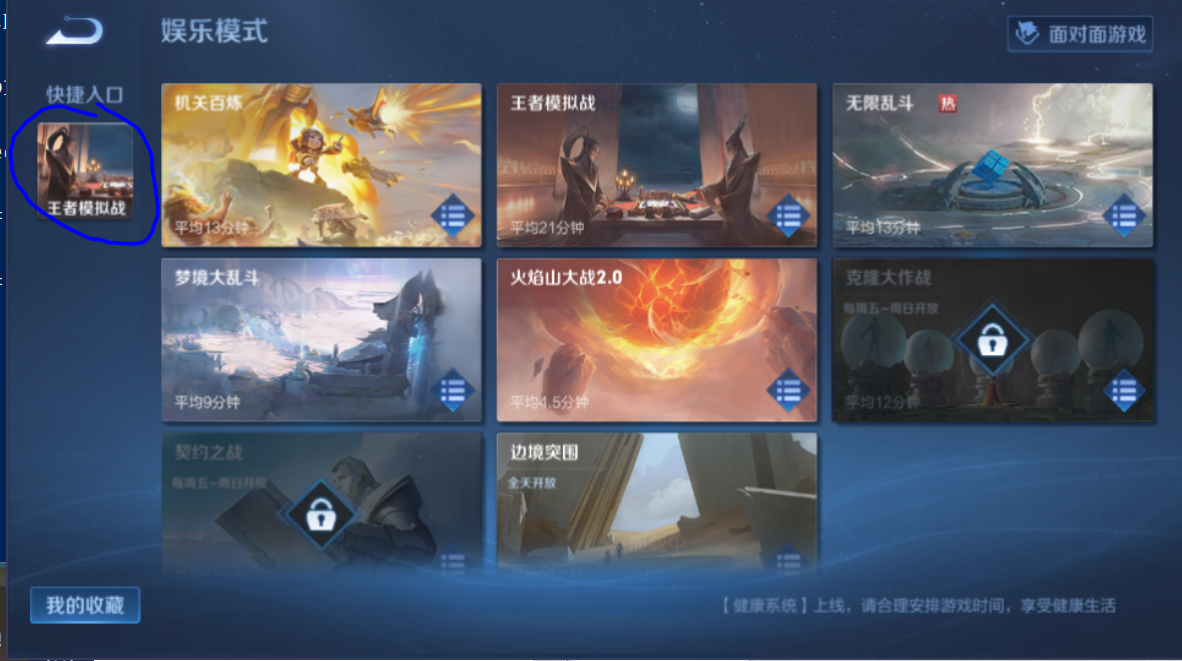 娱乐模式
面对面游戏
快捷入口
王者模拟战
机关百炼
平均13分钟
王者模拟战
平均21分钟
无限乱斗 热
平均13分钟
梦境大乱斗
平均9分钟
火焰山大战2.0
平均4.5分钟
克隆大作战
每周五~周日开放
平均12分钟
契约之战
每周五~周日开放
边境突围
全天开放
我的收藏
【健康系统】上线，请合理安排游戏时间，享受健康生活